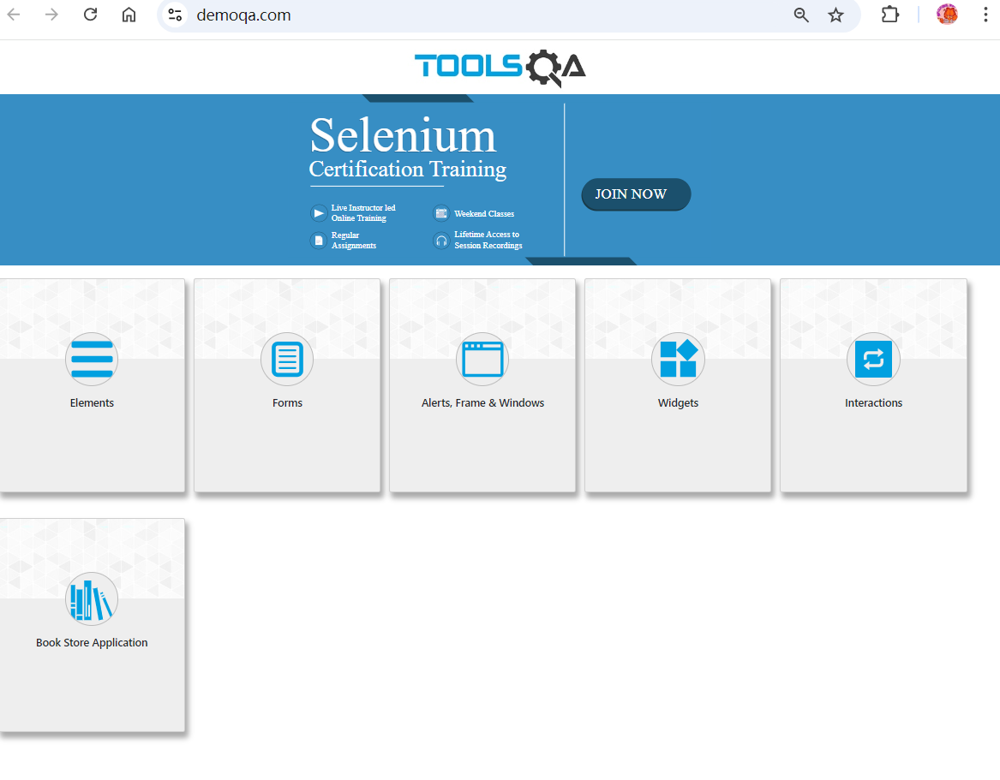 demoqa.com
TOOLSQA
Selenium
Certification Training
JOIN NOW
Live Instructor led
Online Training
Weekend Classes
Regular
Assignments
Lifetime Access to
Session Recordings
Elements
Forms
Alerts, Frame & Windows
Widgets
Interactions
Book Store Application